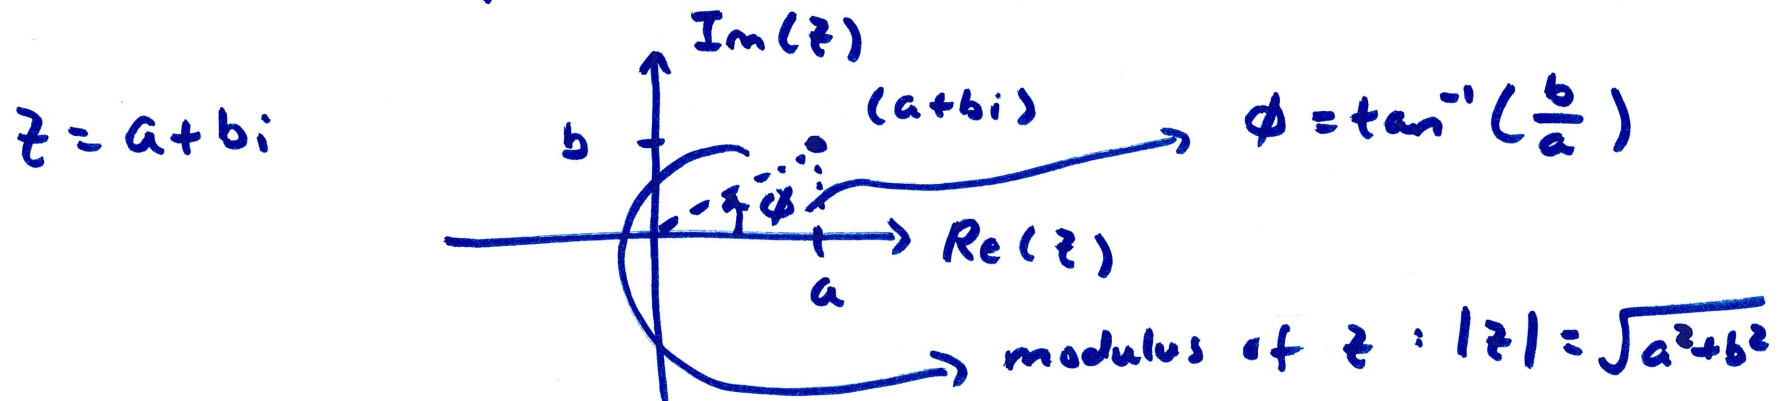 Im(z)
z = a+bi
b
(a+bi)
ϕ = tan⁻¹(b/a)
ϕ
Re(z)
a
modulus of z : |z| = √(a²+b²)